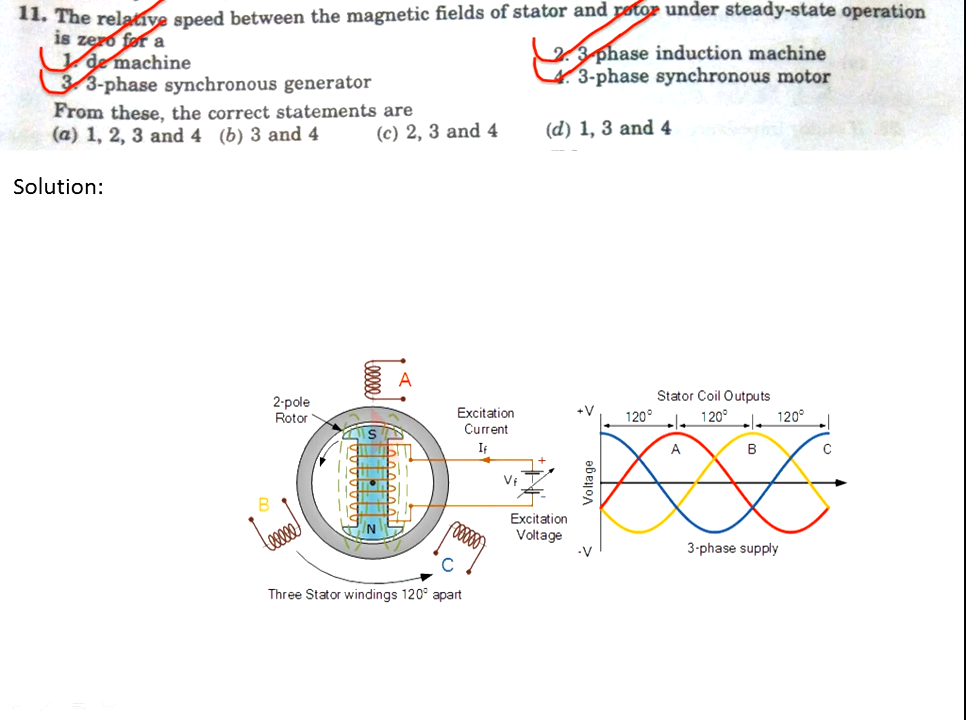 11. The relative speed between the magnetic fields of stator and rotor under steady-state operation
is zero for a
1. dc machine
2. 3-phase induction machine
3. 3-phase synchronous generator
4. 3-phase synchronous motor
From these, the correct statements are
(a) 1, 2, 3 and 4 (b) 3 and 4 (c) 2, 3 and 4 (d) 1, 3 and 4
Solution:
A
2-pole
Rotor
S
N
B
C
Excitation
Current
If
+
Vf
-
Excitation
Voltage
Three Stator windings 120° apart
Stator Coil Outputs
+V
120° 120° 120°
A B C
Voltage
-V
3-phase supply